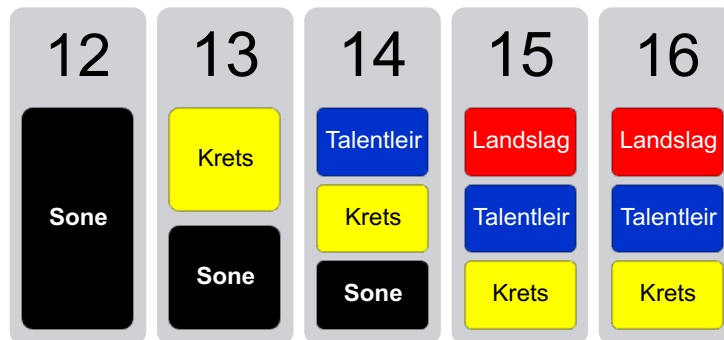 12
Sone
13
Krets
Sone
14
Talentleir
Krets
Sone
15
Landslag
Talentleir
Krets
16
Landslag
Talentleir
Krets